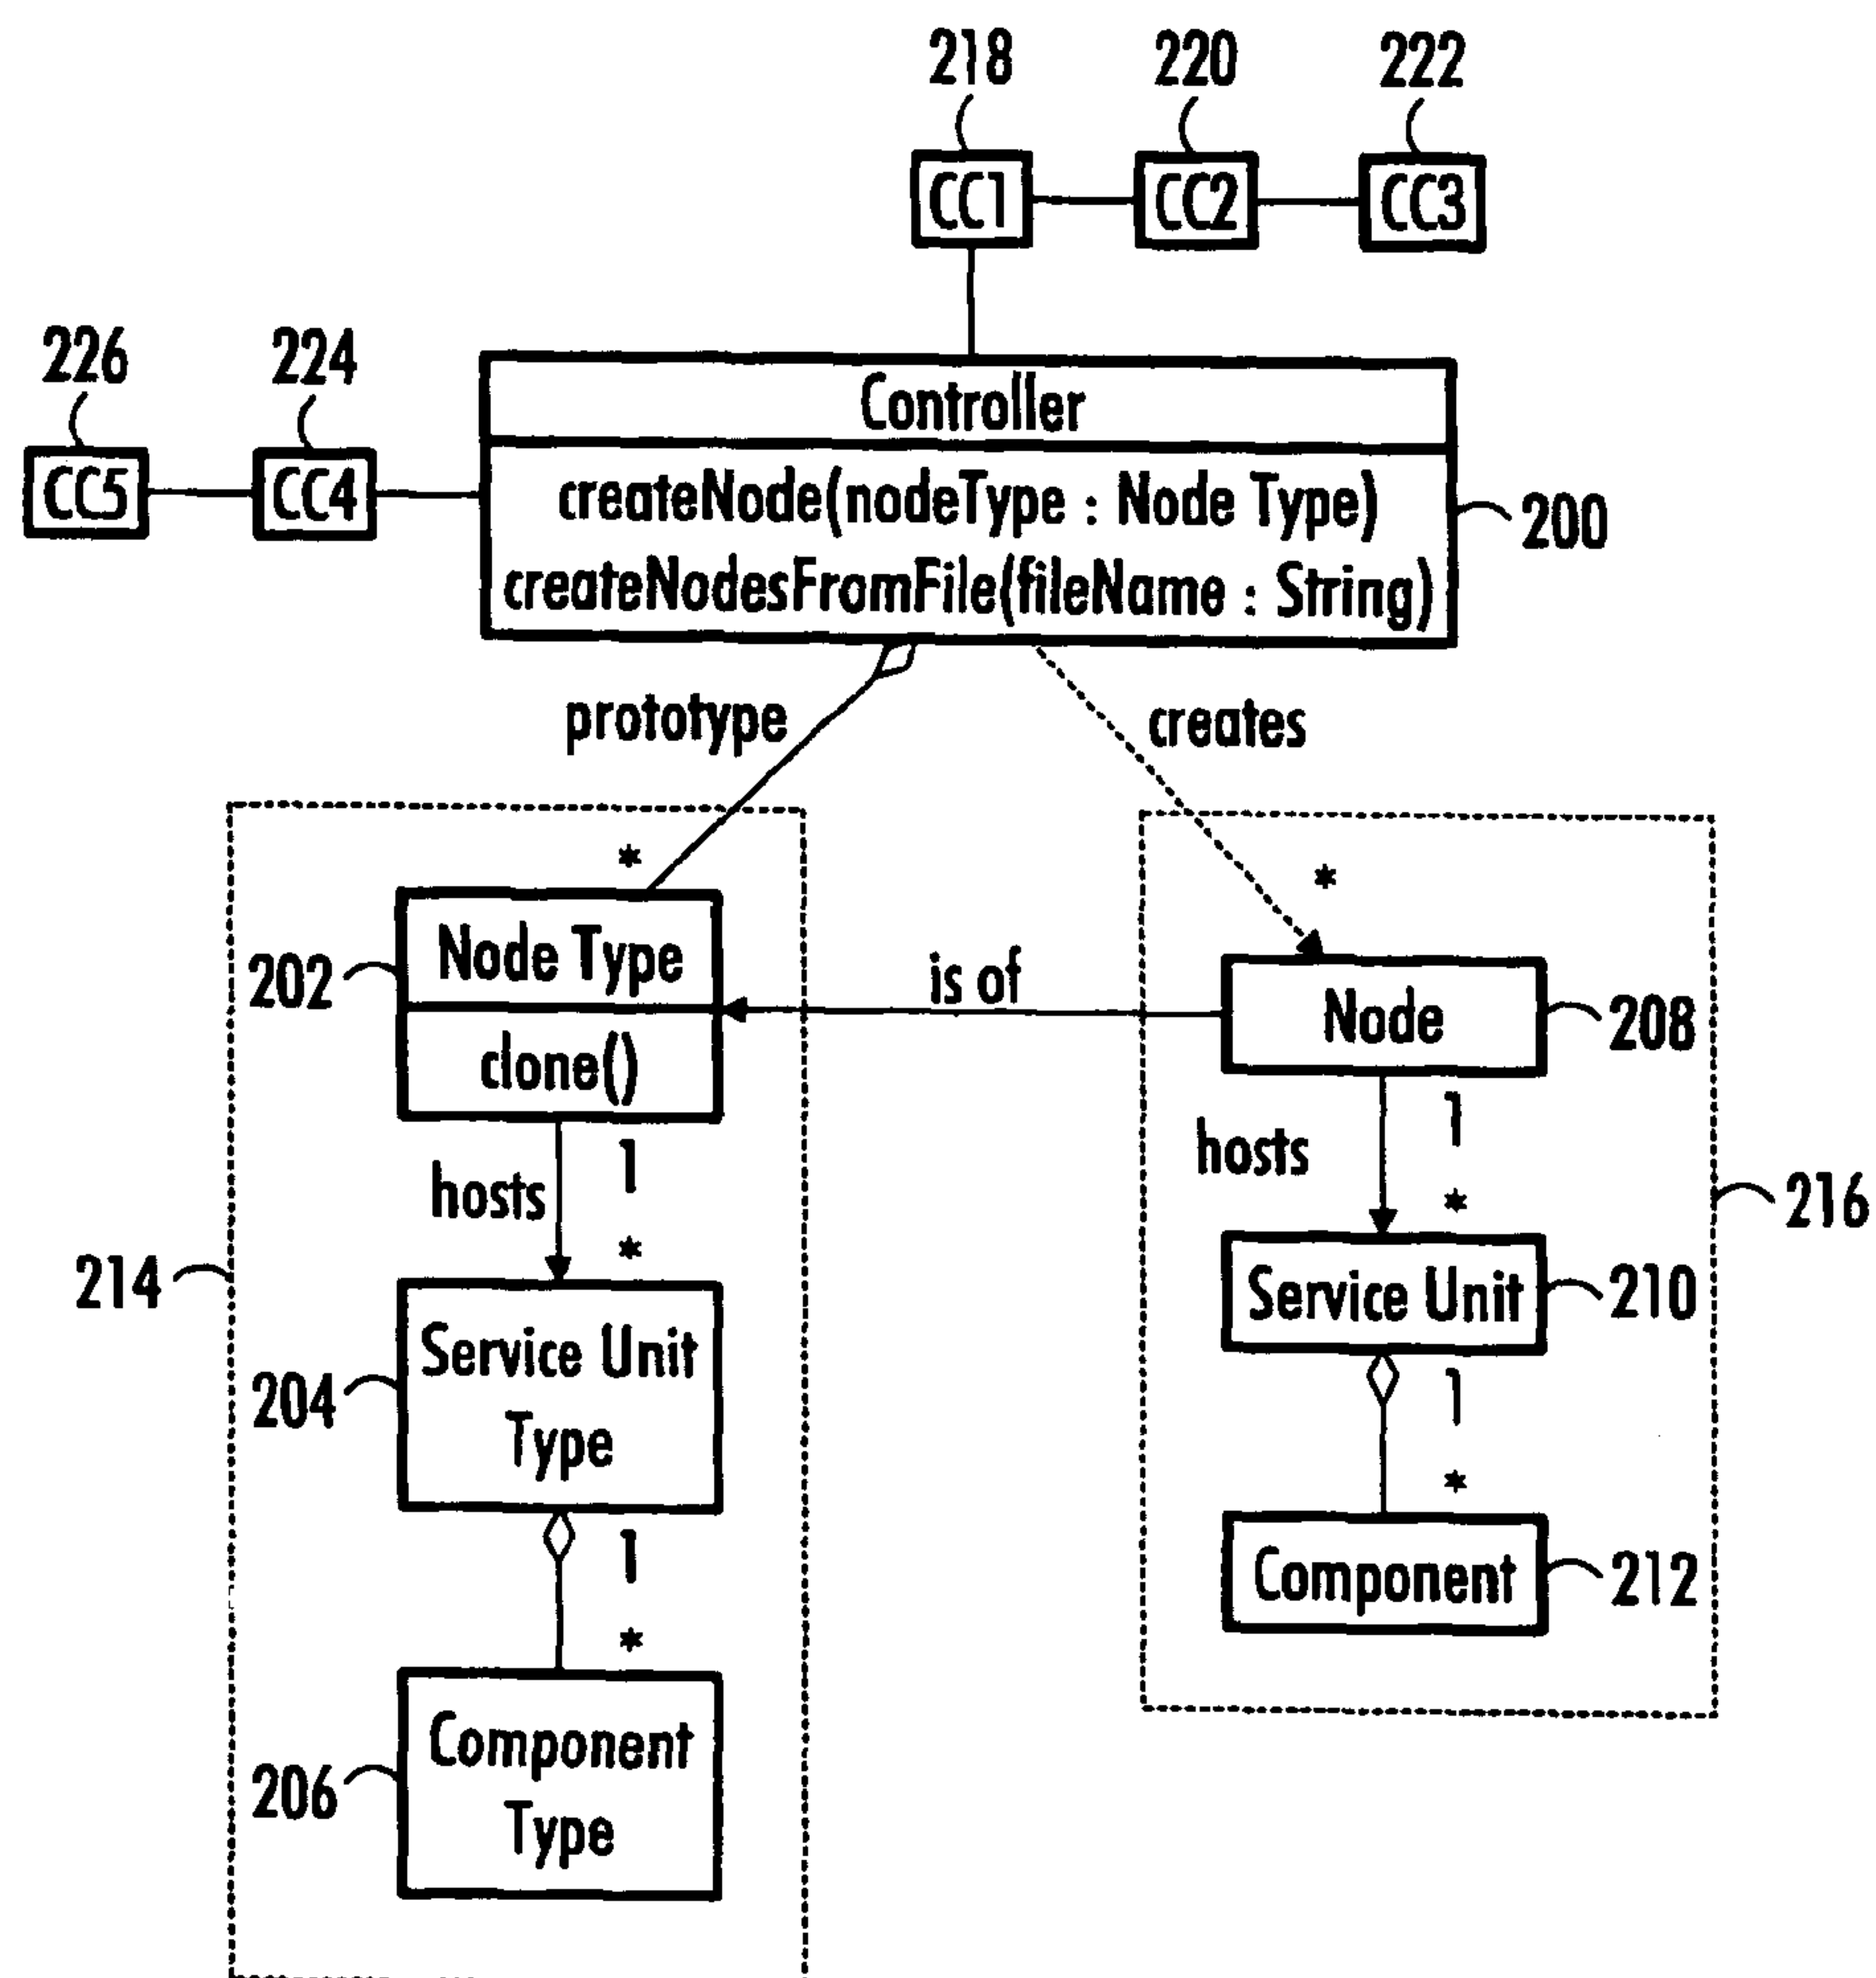 218 220 222
CC1 CC2 CC3
226 224
Controller
CC5 CC4
createNode(nodeType : Node Type)
200
createNodesFromFile(fileName : String)
prototype creates
*
*
Node Type
202
is of
Node
208
clone()
1
hosts
1
hosts
*
216
*
214
Service Unit
210
Service Unit
204
1
Type
*
1
Component
212
*
Component
206
Type